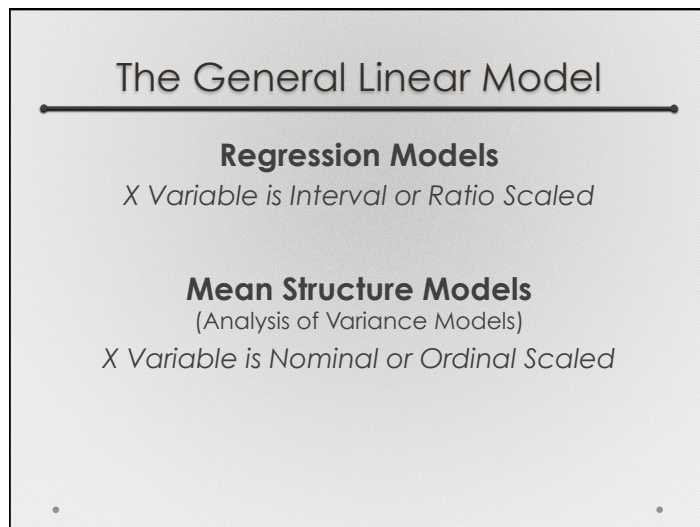 The General Linear Model
Regression Models
X Variable is Interval or Ratio Scaled
Mean Structure Models
(Analysis of Variance Models)
X Variable is Nominal or Ordinal Scaled